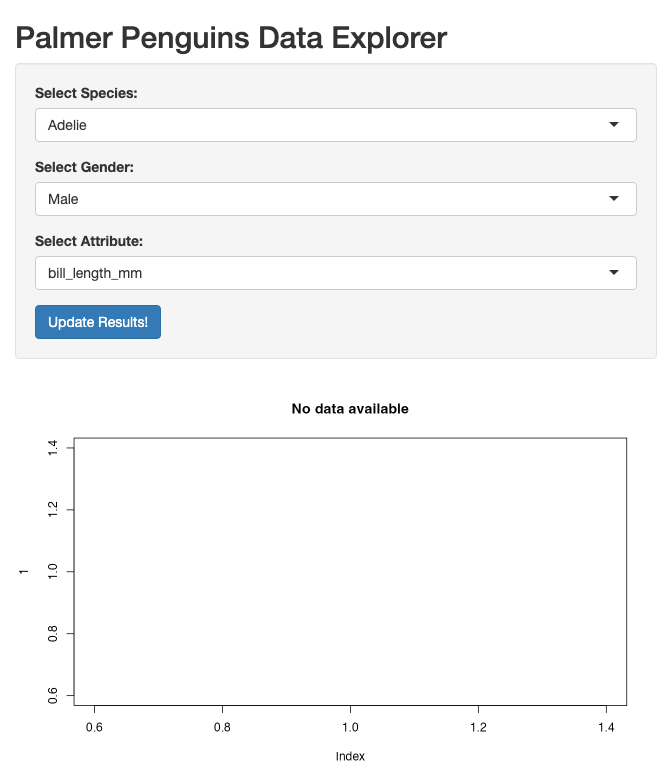 Palmer Penguins Data Explorer
Select Species:
Adelie
Select Gender:
Male
Select Attribute:
bill_length_mm
Update Results!
No data available
1.4
1.2
1.0
0.8
0.6
1
0.6 0.8 1.0 1.2 1.4
Index